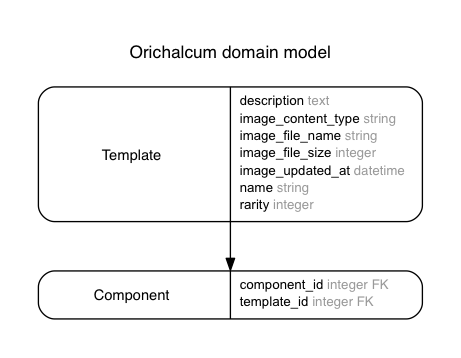 Orichalcum domain model
Template
description text
image_content_type string
image_file_name string
image_file_size integer
image_updated_at datetime
name string
rarity integer
Component
component_id integer FK
template_id integer FK